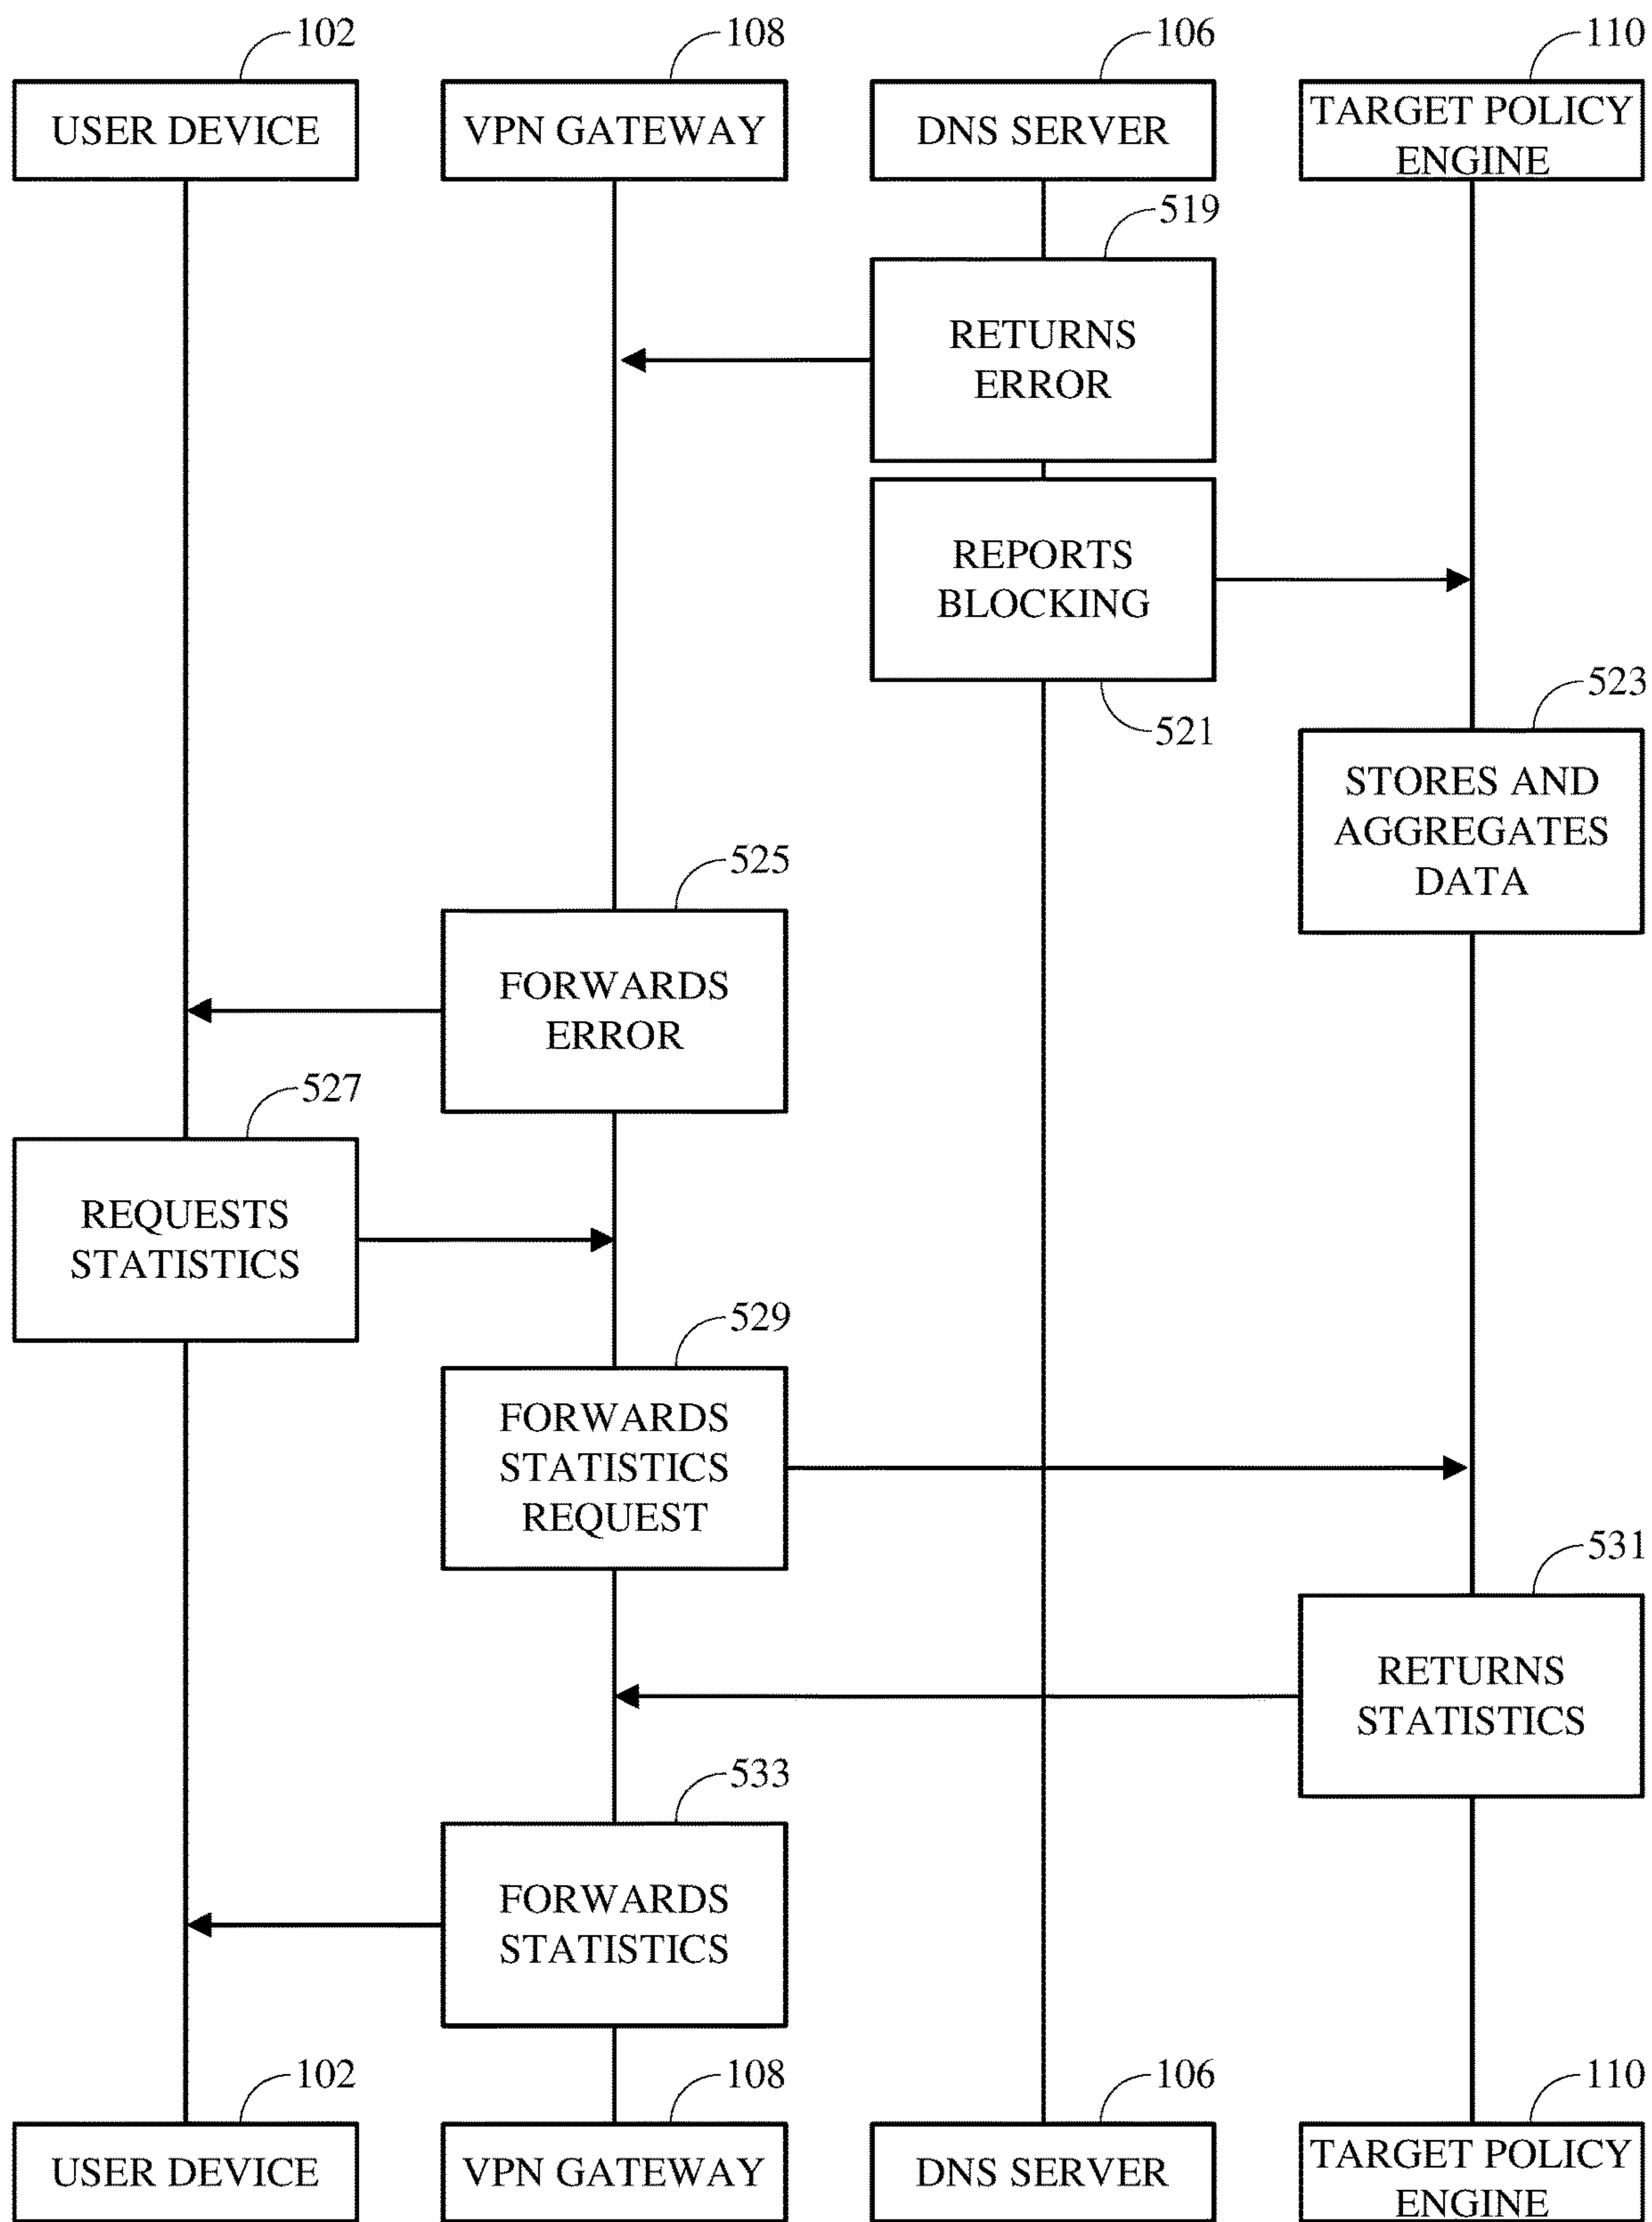 102
108
106
110
USER DEVICE
VPN GATEWAY
DNS SERVER
TARGET POLICY
ENGINE
519
RETURNS
ERROR
REPORTS
BLOCKING
521
523
STORES AND
AGGREGATES
DATA
525
FORWARDS
ERROR
527
REQUESTS
STATISTICS
529
FORWARDS
STATISTICS
REQUEST
531
RETURNS
STATISTICS
533
FORWARDS
STATISTICS
102
108
106
110
USER DEVICE
VPN GATEWAY
DNS SERVER
TARGET POLICY
ENGINE